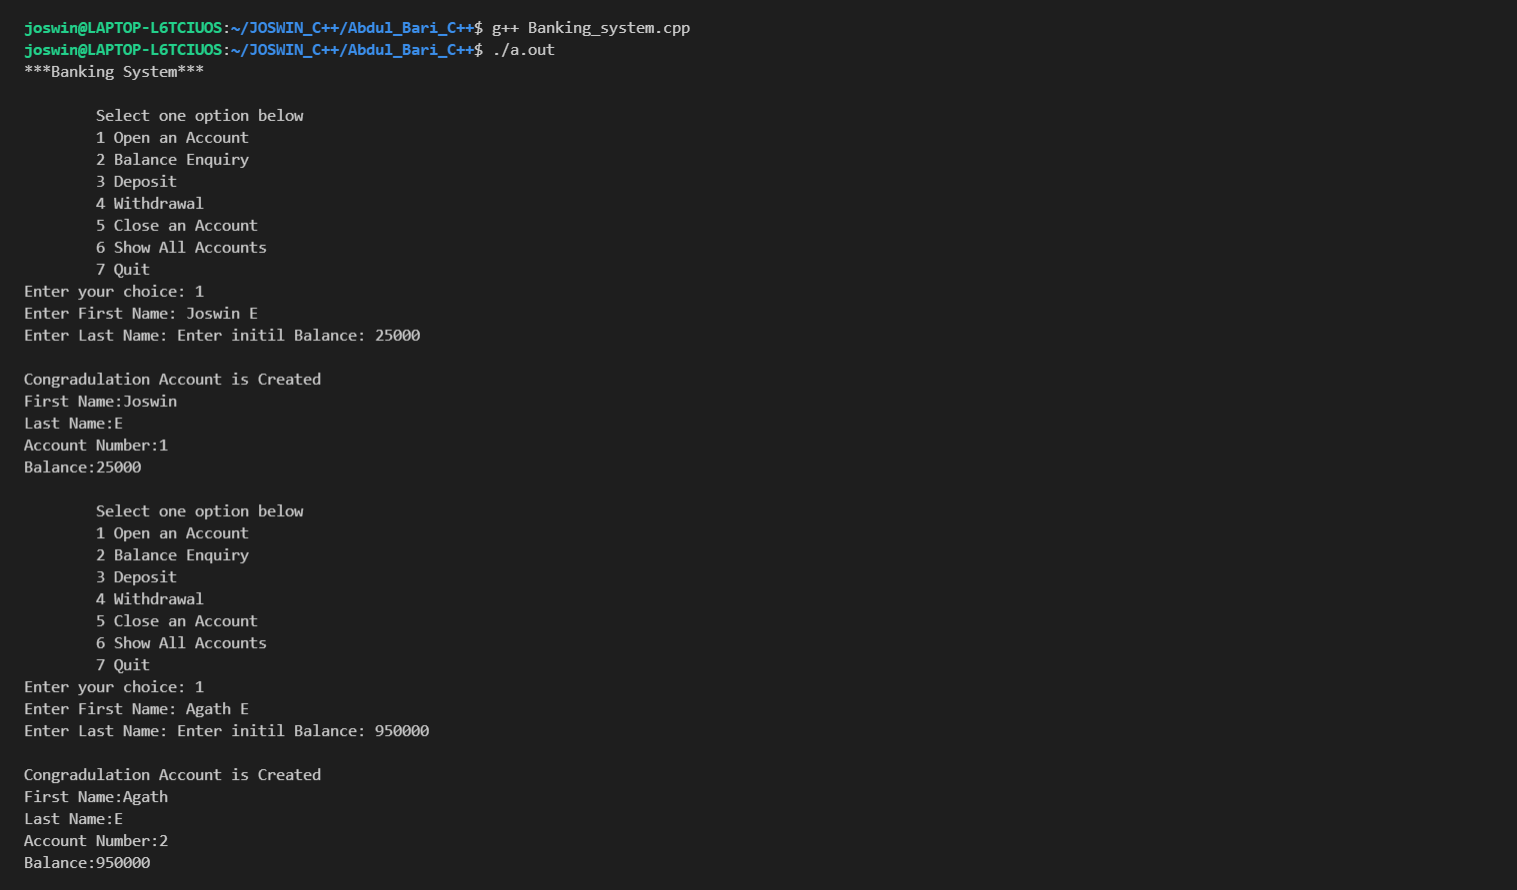 joswin@LAPTOP-L6TCIUOS:~/JOSWIN_C++/Abdul_Bari_C++$ g++ Banking_system.cpp
joswin@LAPTOP-L6TCIUOS:~/JOSWIN_C++/Abdul_Bari_C++$ ./a.out
***Banking System***
Select one option below
1 Open an Account
2 Balance Enquiry
3 Deposit
4 Withdrawal
5 Close an Account
6 Show All Accounts
7 Quit
Enter your choice: 1
Enter First Name: Joswin E
Enter Last Name: Enter initil Balance: 25000
Congradulation Account is Created
First Name:Joswin
Last Name:E
Account Number:1
Balance:25000
Select one option below
1 Open an Account
2 Balance Enquiry
3 Deposit
4 Withdrawal
5 Close an Account
6 Show All Accounts
7 Quit
Enter your choice: 1
Enter First Name: Agath E
Enter Last Name: Enter initil Balance: 950000
Congradulation Account is Created
First Name:Agath
Last Name:E
Account Number:2
Balance:950000